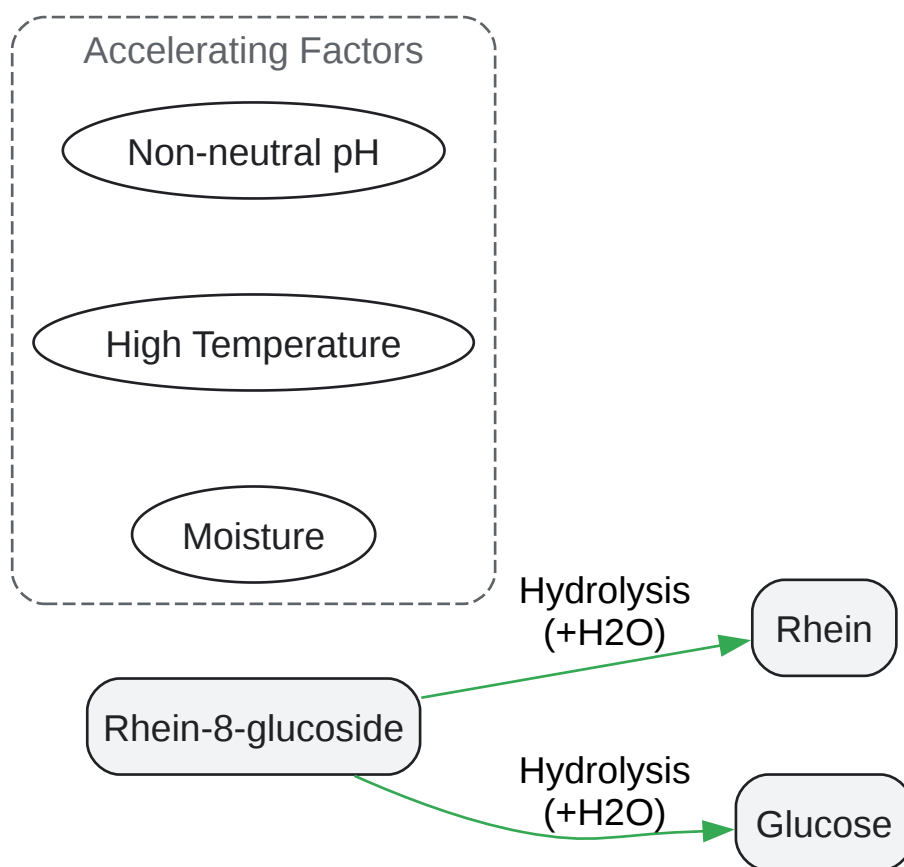 Accelerating Factors
Non-neutral pH
High Temperature
Moisture
Hydrolysis
(+H2O)
Rhein
Rhein-8-glucoside
Hydrolysis
(+H2O)
Glucose